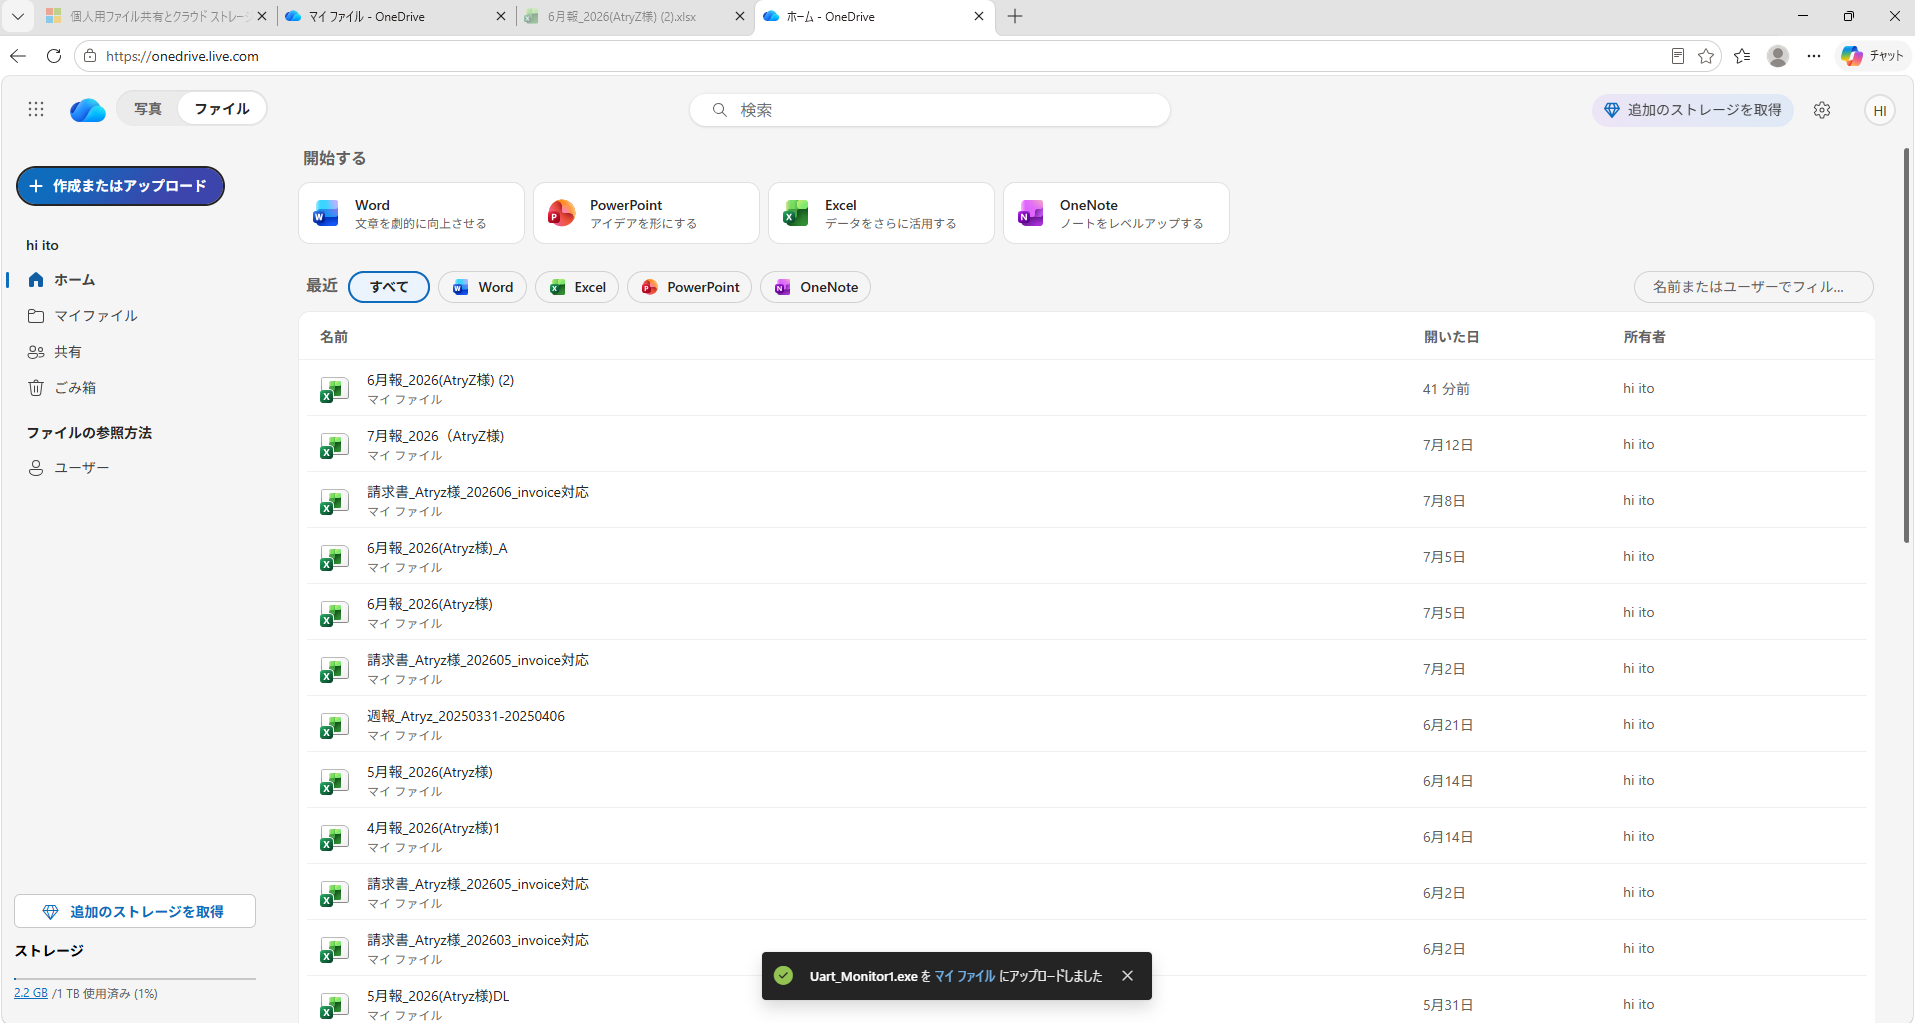 個人用ファイル共有とクラウド ストレー
マイ ファイル - OneDrive
6月報_2026(AtryZ様) (2).xlsx
ホーム - OneDrive
https://onedrive.live.com
チャット
写真
ファイル
検索
追加のストレージを取得
HI
作成またはアップロード
hi ito
ホーム
マイファイル
共有
ごみ箱
ファイルの参照方法
ユーザー
開始する
Word
文章を劇的に向上させる
PowerPoint
アイデアを形にする
Excel
データをさらに活用する
OneNote
ノートをレベルアップする
最近
すべて
Word
Excel
PowerPoint
OneNote
名前またはユーザーでフィル...
名前 開いた日 所有者
6月報_2026(AtryZ様) (2)
マイ ファイル
41 分前
hi ito
7月報_2026（AtryZ様)
マイ ファイル
7月12日
hi ito
請求書_Atryz様_202606_invoice対応
マイ ファイル
7月8日
hi ito
6月報_2026(Atryz様)_A
マイ ファイル
7月5日
hi ito
6月報_2026(Atryz様)
マイ ファイル
7月5日
hi ito
請求書_Atryz様_202605_invoice対応
マイ ファイル
7月2日
hi ito
週報_Atryz_20250331-20250406
マイ ファイル
6月21日
hi ito
5月報_2026(Atryz様)
マイ ファイル
6月14日
hi ito
4月報_2026(Atryz様)1
マイ ファイル
6月14日
hi ito
請求書_Atryz様_202605_invoice対応
マイ ファイル
6月2日
hi ito
請求書_Atryz様_202603_invoice対応
マイ ファイル
6月2日
hi ito
5月報_2026(Atryz様)DL
マイ ファイル
5月31日
hi ito
追加のストレージを取得
ストレージ
2.2 GB /1 TB 使用済み (1%)
Uart_Monitor1.exe を マイ ファイル にアップロードしました